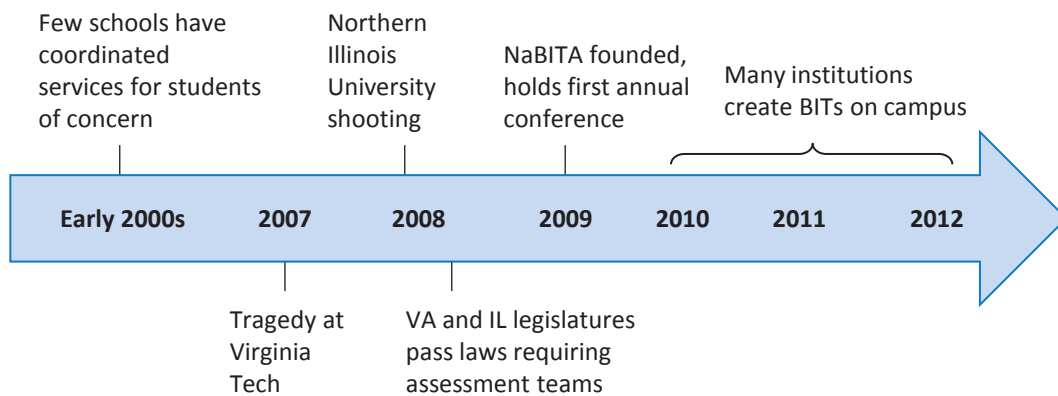 Few schools have
coordinated
services for students
of concern
Northern
Illinois
University
shooting
NaBITA founded,
holds first annual
conference
Many institutions
create BITs on campus
Early 2000s 2007 2008 2009 2010 2011 2012
Tragedy at
Virginia
Tech
VA and IL legislatures
pass laws requiring
assessment teams